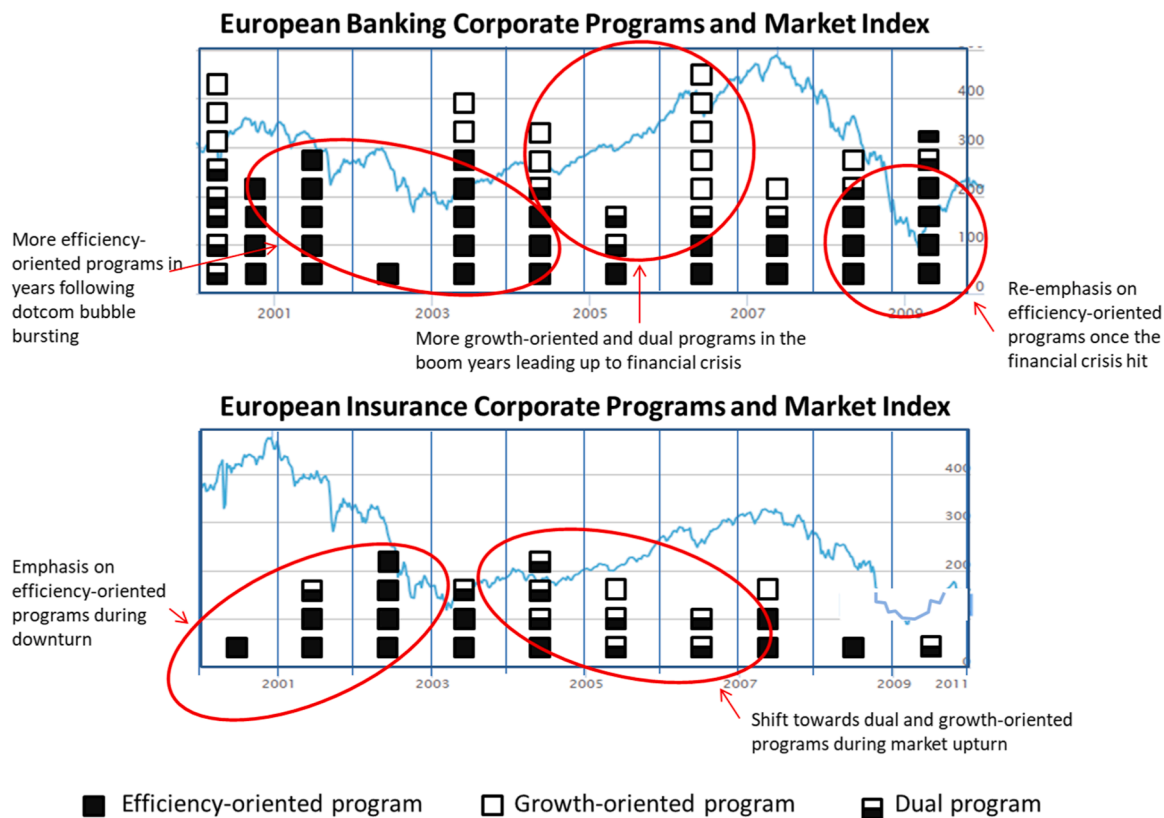 European Banking Corporate Programs and Market Index
400
300
200
100
0
2001
2003
2005
2007
2009
More efficiency-
oriented programs in
years following
dotcom bubble
bursting
More growth-oriented and dual programs in the
boom years leading up to financial crisis
Re-emphasis on
efficiency-oriented
programs once the
financial crisis hit
European Insurance Corporate Programs and Market Index
400
300
200
100
0
2001
2003
2005
2007
2009
2011
Emphasis on
efficiency-oriented
programs during
downturn
Shift towards dual and growth-oriented
programs during market upturn
Efficiency-oriented program
Growth-oriented program
Dual program